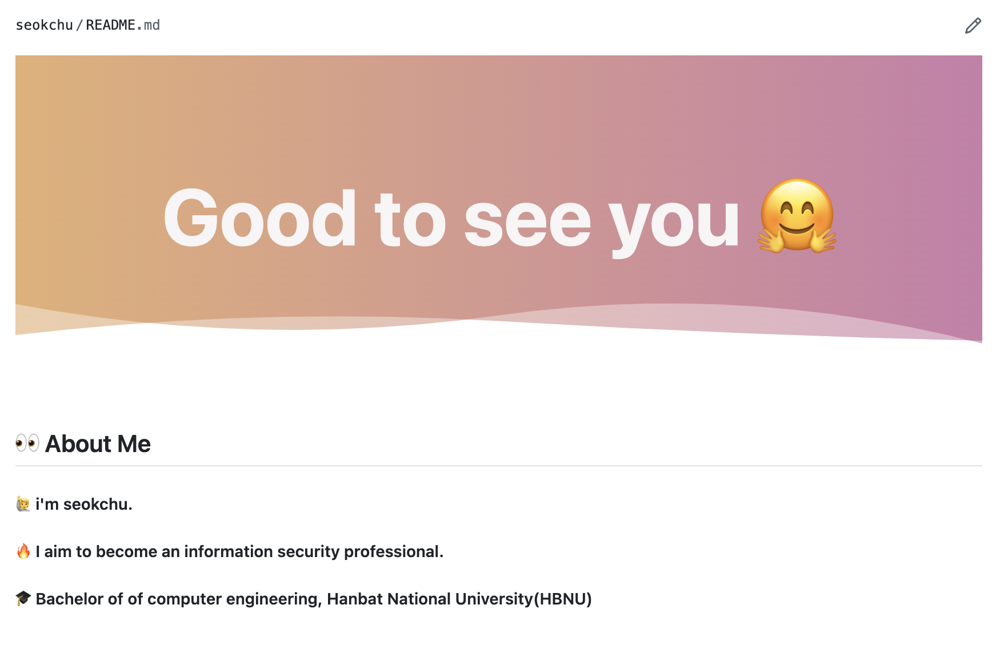 seokchu/README.md
Good to see you 🤗
👀 About Me
🙋 i'm seokchu.
🔥 I aim to become an information security professional.
🎓 Bachelor of of computer engineering, Hanbat National University(HBNU)